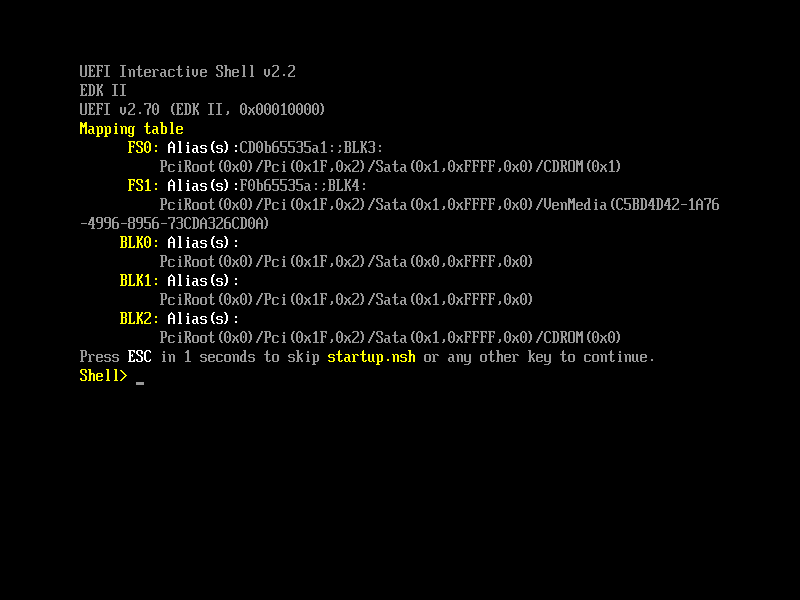 UEFI Interactive Shell v2.2
EDK II
UEFI v2.70 (EDK II, 0x00010000)
Mapping table
FS0: Alias(s):CD0b65535a1:;BLK3:
PciRoot(0x0)/Pci(0x1F,0x2)/Sata(0x1,0xFFFF,0x0)/CDROM(0x1)
FS1: Alias(s):F0b65535a:;BLK4:
PciRoot(0x0)/Pci(0x1F,0x2)/Sata(0x1,0xFFFF,0x0)/VenMedia(C5BD4D42-1A76
-4996-8956-73CDA326CD0A)
BLK0: Alias(s):
PciRoot(0x0)/Pci(0x1F,0x2)/Sata(0x0,0xFFFF,0x0)
BLK1: Alias(s):
PciRoot(0x0)/Pci(0x1F,0x2)/Sata(0x1,0xFFFF,0x0)
BLK2: Alias(s):
PciRoot(0x0)/Pci(0x1F,0x2)/Sata(0x1,0xFFFF,0x0)/CDROM(0x0)
Press ESC in 1 seconds to skip startup.nsh or any other key to continue.
Shell> _